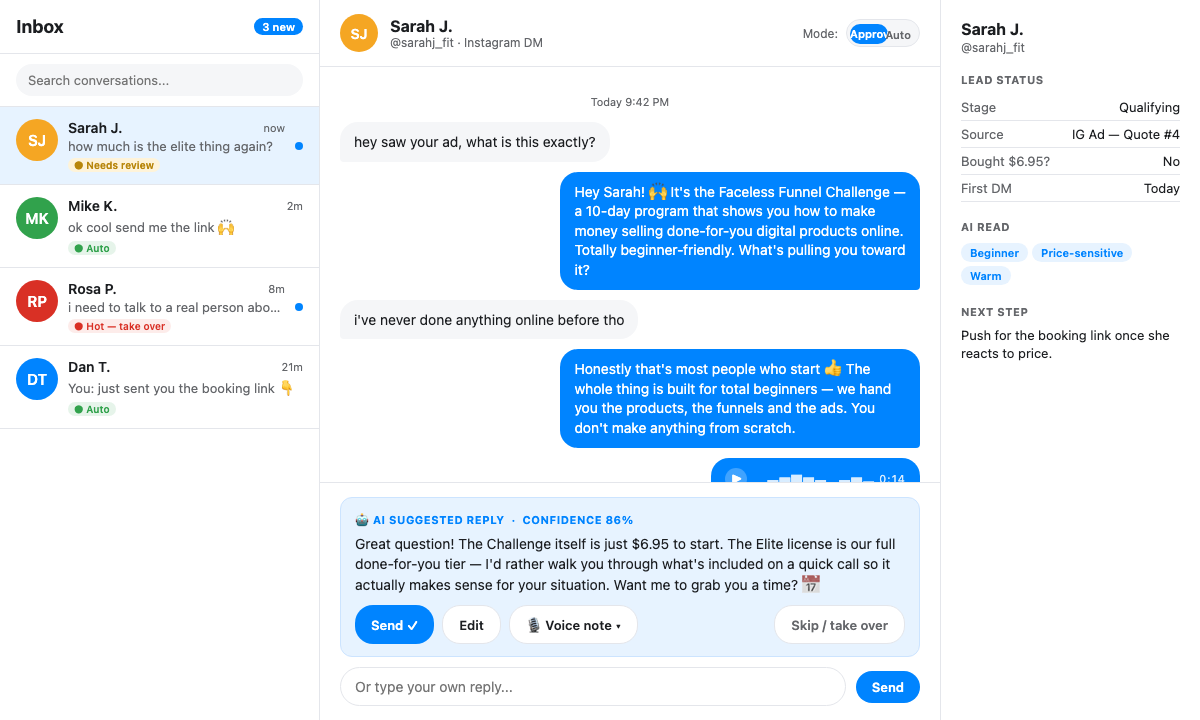 Inbox
3 new
Search conversations...
SJ
Sarah J.
now
how much is the elite thing again?
Needs review
MK
Mike K.
2m
ok cool send me the link 🙌
Auto
RP
Rosa P.
8m
i need to talk to a real person abo...
Hot — take over
DT
Dan T.
21m
You: just sent you the booking link 👇
Auto
SJ
Sarah J.
@sarahj_fit · Instagram DM
Mode:
Approv
Auto
Today 9:42 PM
hey saw your ad, what is this exactly?
Hey Sarah! 🙌 It's the Faceless Funnel Challenge —
a 10-day program that shows you how to make
money selling done-for-you digital products online.
Totally beginner-friendly. What's pulling you toward
it?
i've never done anything online before tho
Honestly that's most people who start 👍 The
whole thing is built for total beginners — we hand
you the products, the funnels and the ads. You
don't make anything from scratch.
0:14
🤖 AI SUGGESTED REPLY · CONFIDENCE 86%
Great question! The Challenge itself is just $6.95 to start. The Elite license is our full
done-for-you tier — I'd rather walk you through what's included on a quick call so it
actually makes sense for your situation. Want me to grab you a time? 📅
Send ✓
Edit
🎙️ Voice note ▾
Skip / take over
Or type your own reply...
Send
Sarah J.
@sarahj_fit
LEAD STATUS
Stage
Qualifying
Source
IG Ad — Quote #4
Bought $6.95?
No
First DM
Today
AI READ
Beginner
Price-sensitive
Warm
NEXT STEP
Push for the booking link once she
reacts to price.